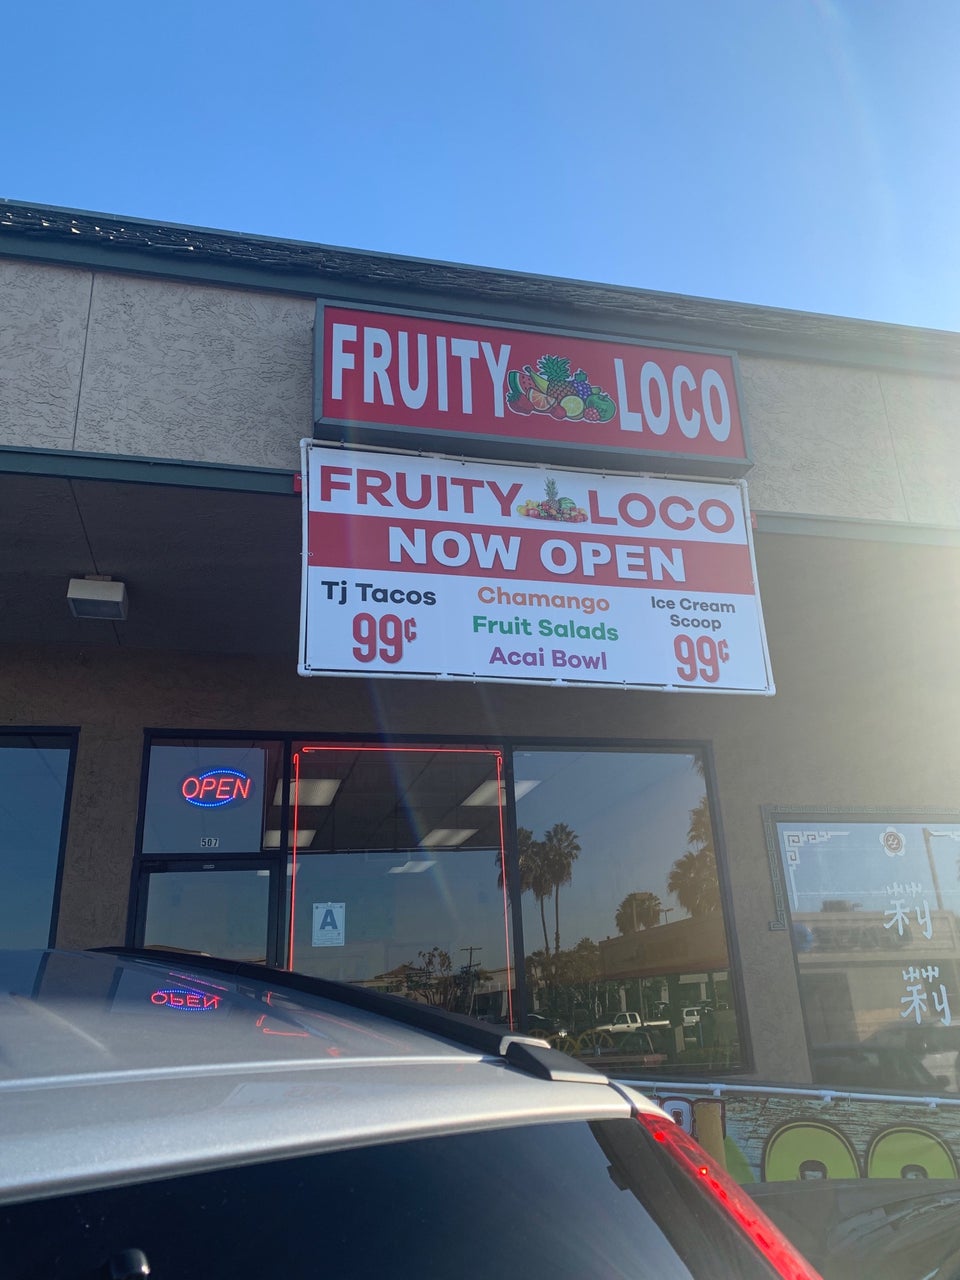 FRUITY LOCO
FRUITY LOCO
NOW OPEN
Tj Tacos
99¢
Chamango
Fruit Salads
Acai Bowl
Ice Cream
Scoop
99¢
OPEN
507
A
莉
莉
OPEN